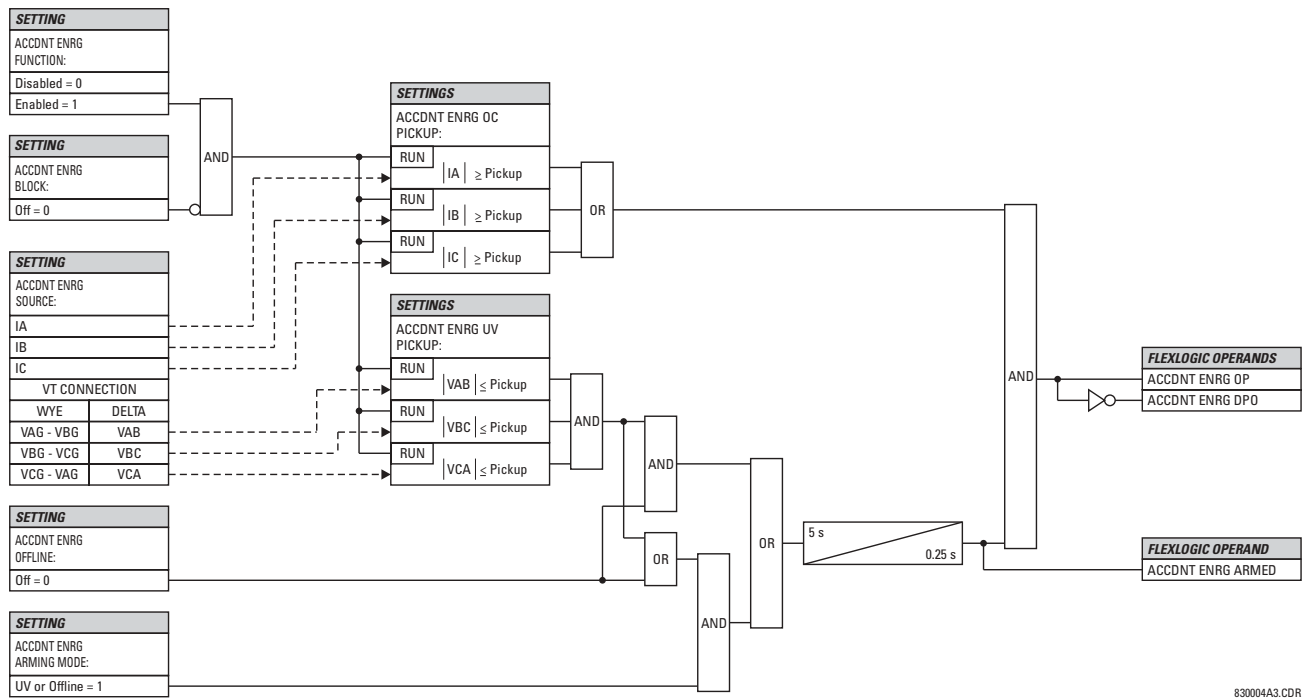 SETTING
ACCDNT ENRG
FUNCTION:
Disabled = 0
Enabled = 1
SETTING
ACCDNT ENRG
BLOCK:
Off = 0
AND
SETTING
ACCDNT ENRG
SOURCE:
IA
IB
IC
VT CONNECTION
WYE DELTA
VAG - VBG VAB
VBG - VCG VBC
VCG - VAG VCA
SETTING
ACCDNT ENRG
OFFLINE:
Off = 0
SETTING
ACCDNT ENRG
ARMING MODE:
UV or Offline = 1
SETTINGS
ACCDNT ENRG OC
PICKUP:
RUN
|IA| ≥ Pickup
RUN
|IB| ≥ Pickup
RUN
|IC| ≥ Pickup
OR
SETTINGS
ACCDNT ENRG UV
PICKUP:
RUN
|VAB| ≤ Pickup
RUN
|VBC| ≤ Pickup
RUN
|VCA| ≤ Pickup
AND
AND
OR
AND
OR
5 s
0.25 s
AND
FLEXLOGIC OPERANDS
ACCDNT ENRG OP
ACCDNT ENRG DPO
FLEXLOGIC OPERAND
ACCDNT ENRG ARMED
830004A3.CDR